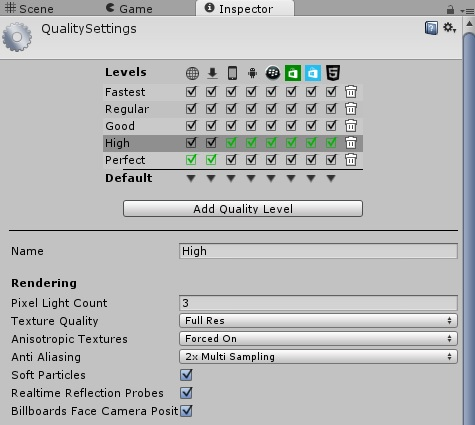 Scene Game Inspector
QualitySettings
Levels
Fastest
Regular
Good
High
Perfect
Default
Add Quality Level
Name High
Rendering
Pixel Light Count 3
Texture Quality Full Res
Anisotropic Textures Forced On
Anti Aliasing 2x Multi Sampling
Soft Particles
Realtime Reflection Probes
Billboards Face Camera Posit